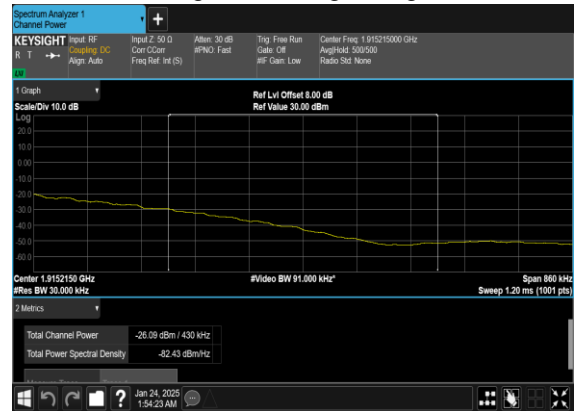 Spectrum Analyzer 1
Channel Power
+
KEYSIGHT Input: RF Input Z: 50 Ω Atten: 30 dB Trig: Free Run Center Freq: 1.915215000 GHz
R T Coupling: DC Corr CCorr #PNO: Fast Gate: Off Avg|Hold: 500/500
Align: Auto Freq Ref: Int (S) #IF Gain: Low Radio Std: None
1 Graph
Ref Lvl Offset 8.00 dB
Scale/Div 10.0 dB Ref Value 30.00 dBm
Log
20.0
10.0
0.00
-10.0
-20.0
-30.0
-40.0
-50.0
-60.0
Center 1.9152150 GHz #Video BW 91.000 kHz* Span 860 kHz
#Res BW 30.000 kHz Sweep 1.20 ms (1001 pts)
2 Metrics
Total Channel Power -26.09 dBm / 430 kHz
Total Power Spectral Density -82.43 dBm/Hz
? Jan 24, 2025
1:54:23 AM